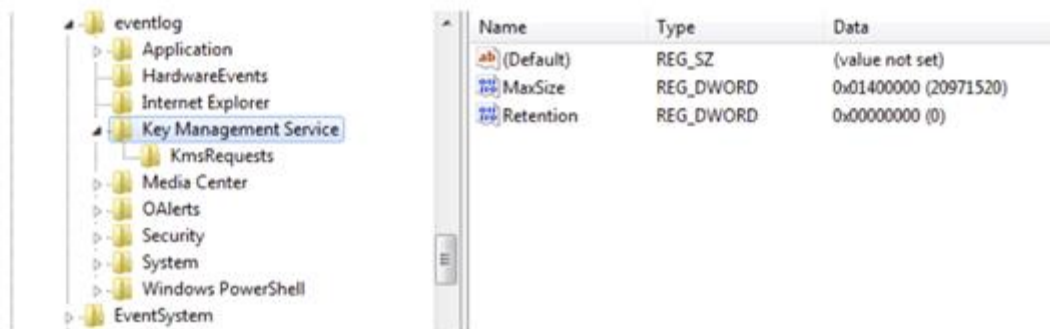 eventlog
Application
HardwareEvents
Internet Explorer
Key Management Service
KmsRequests
Media Center
OAlerts
Security
System
Windows PowerShell
EventSystem
Name Type Data
(Default) REG_SZ (value not set)
MaxSize REG_DWORD 0x01400000 (20971520)
Retention REG_DWORD 0x00000000 (0)